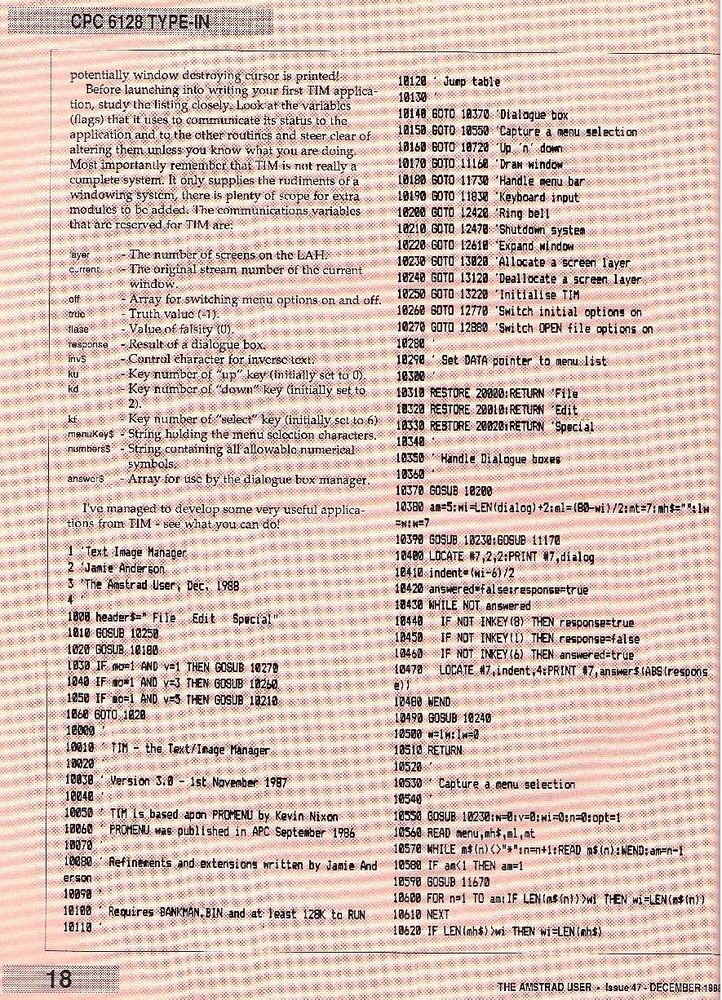 CPC 6128 TYPE-IN
potentially window destroying cursor is printed!
Before launching into writing your first TIM applica-
tion, study the listing closely. Look at the variables
(flags) that it uses to communicate its status to the
application and to the other routines and steer clear of
altering them unless you know what you are doing.
Most importantly remember that TIM is not really a
complete system. It only supplies the rudiments of a
windowing system, there is plenty of scope for extra
modules to be added. The communications variables
that are reserved for TIM are:
layer - The number of screens on the LAH.
current - The original stream number of the current
window.
off - Array for switching menu options on and off.
true - Truth value (-1).
flase - Value of falsity (0).
response - Result of a dialogue box.
inv$ - Control character for inverse text.
ku - Key number of "up" key (initially set to 0).
kd - Key number of "down" key (initially set to
2).
kf - Key number of "select" key (initially set to 6)
menuKey$ - String holding the menu selection characters.
numbers$ - String containing all allowable numerical
symbols.
answer$ - Array for use by the dialogue box manager.
I've managed to develop some very useful applica-
tions from TIM - see what you can do!
1 'Text Image Manager
2 'Jamie Anderson
3 'The Amstrad User, Dec. 1988
4 '
1000 header$=" File   Edit   Special"
1010 GOSUB 10250
1020 GOSUB 10180
1030 IF mo=1 AND v=1 THEN GOSUB 10270
1040 IF mo=1 AND v=3 THEN GOSUB 10260
1050 IF mo=1 AND v=5 THEN GOSUB 10210
1060 GOTO 1020
10000 '
10010 ' TIM - the Text/Image Manager
10020 '
10030 ' Version 3.0 - 1st November 1987
10040 '
10050 ' TIM is based apon PROMENU by Kevin Nixon
10060 ' PROMENU was published in APC September 1986
10070 '
10080 ' Refinements and extensions written by Jamie And
erson
10090 '
10100 ' Requires BANKMAN.BIN and at least 128K to RUN
10110 '
10120 ' Jump table
10130 '
10140 GOTO 10370 'Dialogue box
10150 GOTO 10550 'Capture a menu selection
10160 GOTO 10720 'Up 'n' down
10170 GOTO 11160 'Draw window
10180 GOTO 11730 'Handle menu bar
10190 GOTO 11830 'Keyboard input
10200 GOTO 12420 'Ring bell
10210 GOTO 12470 'Shutdown system
10220 GOTO 12610 'Expand window
10230 GOTO 13020 'Allocate a screen layer
10240 GOTO 13120 'Deallocate a screen layer
10250 GOTO 13220 'Initialise TIM
10260 GOTO 12770 'Switch initial options on
10270 GOTO 12880 'Switch OPEN file options on
10280 '
10290 ' Set DATA pointer to menu list
10300 '
10310 RESTORE 20000:RETURN 'File
10320 RESTORE 20010:RETURN 'Edit
10330 RESTORE 20020:RETURN 'Special
10340 '
10350 ' Handle Dialogue boxes
10360 '
10370 GOSUB 10200
10380 am=5:wi=LEN(dialog)+2:ml=(80-wi)/2:mt=7:mh$="":lw
=w:w=7
10390 GOSUB 10230:GOSUB 11170
10400 LOCATE #7,2,2:PRINT #7,dialog
10410 indent=(wi-6)/2
10420 answered=false:response=true
10430 WHILE NOT answered
10440   IF NOT INKEY(8) THEN response=true
10450   IF NOT INKEY(1) THEN response=false
10460   IF NOT INKEY(6) THEN answered=true
10470   LOCATE #7,indent,4:PRINT #7,answer$(ABS(respons
e))
10480 WEND
10490 GOSUB 10240
10500 w=lw:lw=0
10510 RETURN
10520 '
10530 ' Capture a menu selection
10540 '
10550 GOSUB 10230:w=0:v=0:wi=0:n=0:opt=1
10560 READ menu,mh$,ml,mt
10570 WHILE m$(n)<>"*":n=n+1:READ m$(n):WEND:am=n-1
10580 IF am<1 THEN am=1
10590 GOSUB 11670
10600 FOR n=1 TO am:IF LEN(m$(n))>wi THEN wi=LEN(m$(n))
10610 NEXT
10620 IF LEN(mh$)>wi THEN wi=LEN(mh$)
18
THE AMSTRAD USER • Issue 47 - DECEMBER